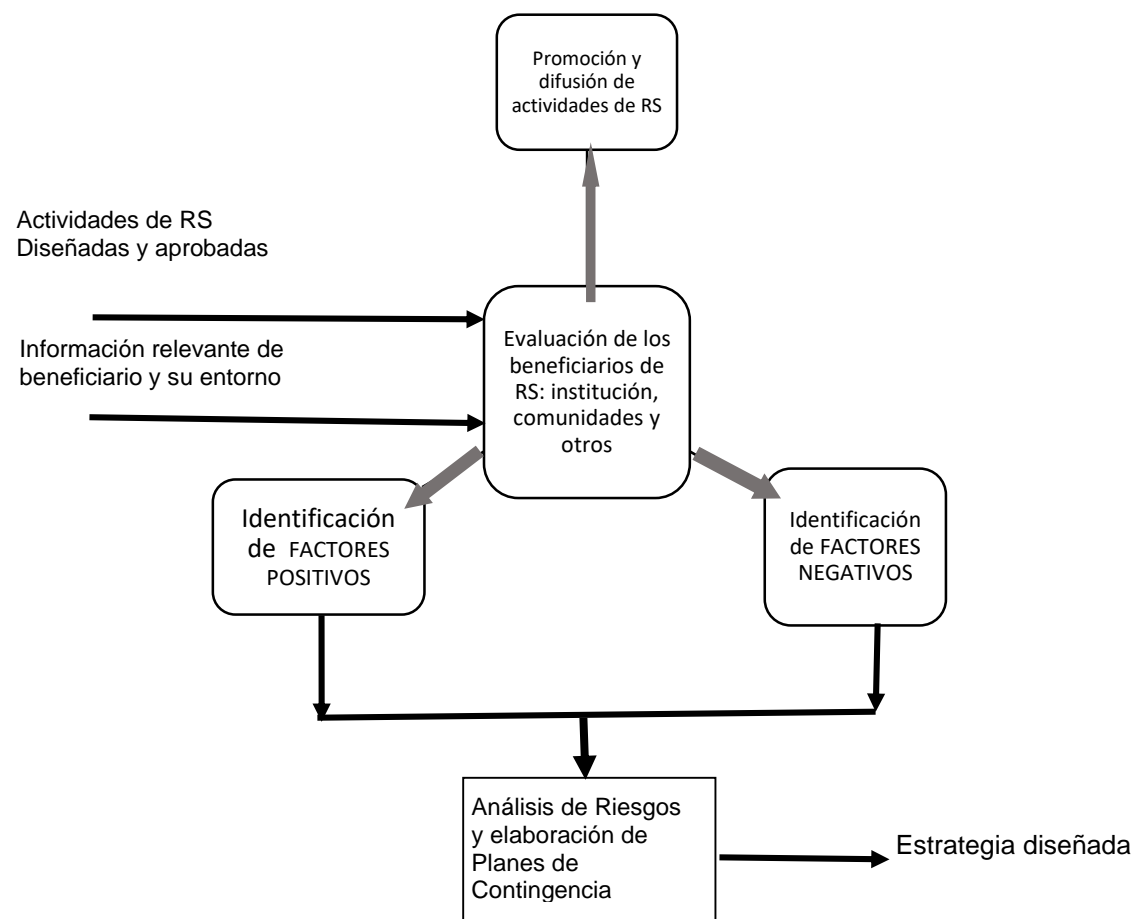 Promoción y
difusión de
actividades de RS
Actividades de RS
Diseñadas y aprobadas
Información relevante de
beneficiario y su entorno
Evaluación de los
beneficiarios de
RS: institución,
comunidades y
otros
Identificación
de FACTORES
POSITIVOS
Identificación
de FACTORES
NEGATIVOS
Análisis de Riesgos
y elaboración de
Planes de
Contingencia
Estrategia diseñada